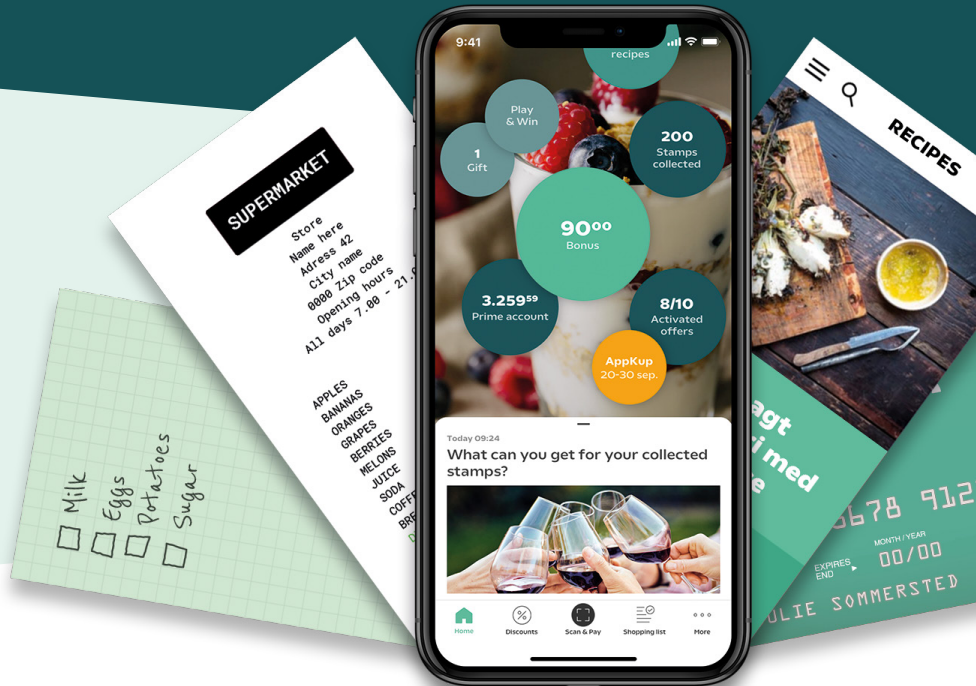 Milk
Eggs
Potatoes
Sugar
SUPERMARKET
Store
Name here
Adress 42
City name
0000 Zip code
Opening hours
All days 7.00 - 21.0
APPLES
BANANAS
ORANGES
GRAPES
BERRIES
MELONS
JUICE
SODA
COFF
BRE
9:41
recipes
Play
& Win
1
Gift
200
Stamps
collected
90⁰⁰
Bonus
3.259⁵⁹
Prime account
8/10
Activated
offers
AppKup
20-30 sep.
Today 09:24
What can you get for your collected
stamps?
Home
Discounts
Scan & Pay
Shopping list
More
RECIPES
agt
i med
e
5678 912
MONTH/YEAR
EXPIRES
END
00/00
ULIE SOMMERSTED